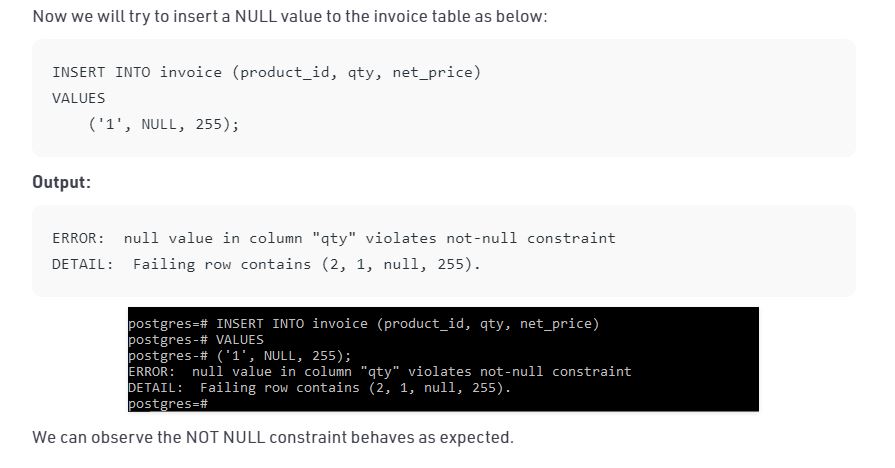 Now we will try to insert a NULL value to the invoice table as below:
INSERT INTO invoice (product_id, qty, net_price)
VALUES
    ('1', NULL, 255);
Output:
ERROR:  null value in column "qty" violates not-null constraint
DETAIL:  Failing row contains (2, 1, null, 255).
postgres=# INSERT INTO invoice (product_id, qty, net_price)
postgres-# VALUES
postgres-# ('1', NULL, 255);
ERROR:  null value in column "qty" violates not-null constraint
DETAIL:  Failing row contains (2, 1, null, 255).
postgres=#
We can observe the NOT NULL constraint behaves as expected.